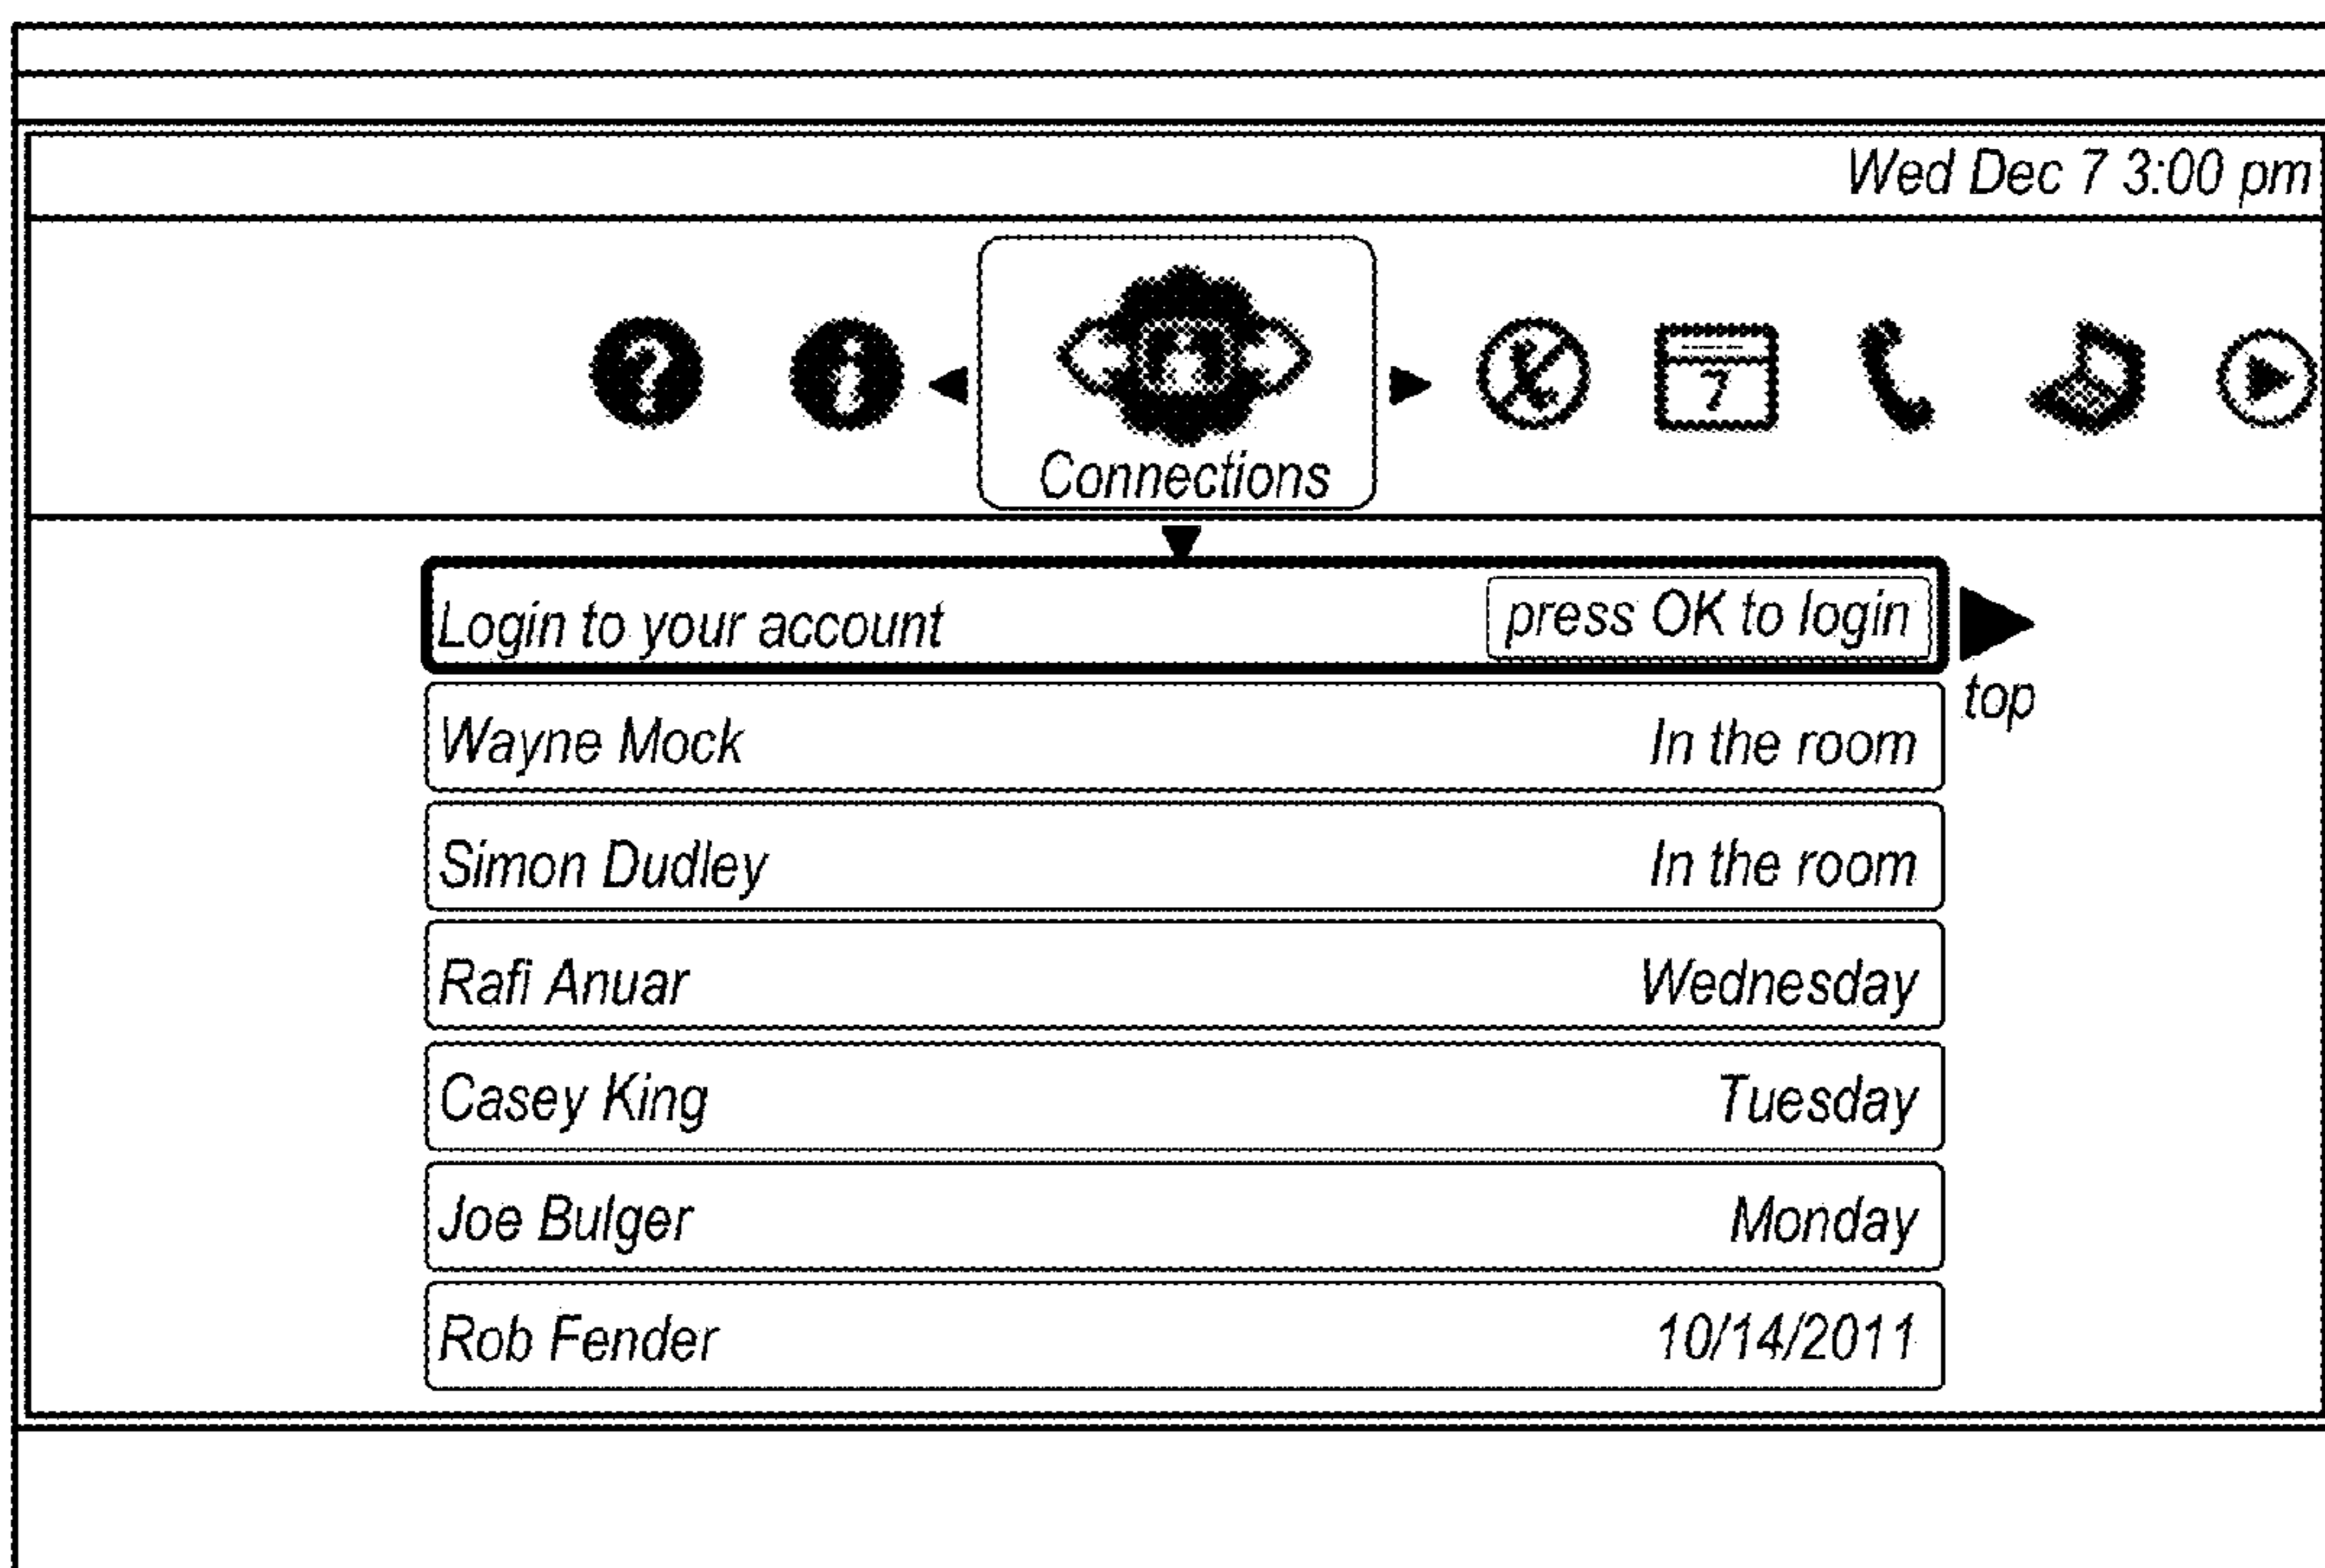 Wed Dec 7 3:00 pm
?
i
7
Connections
Login to your account press OK to login
top
Wayne Mock In the room
Simon Dudley In the room
Rafi Anuar Wednesday
Casey King Tuesday
Joe Bulger Monday
Rob Fender 10/14/2011